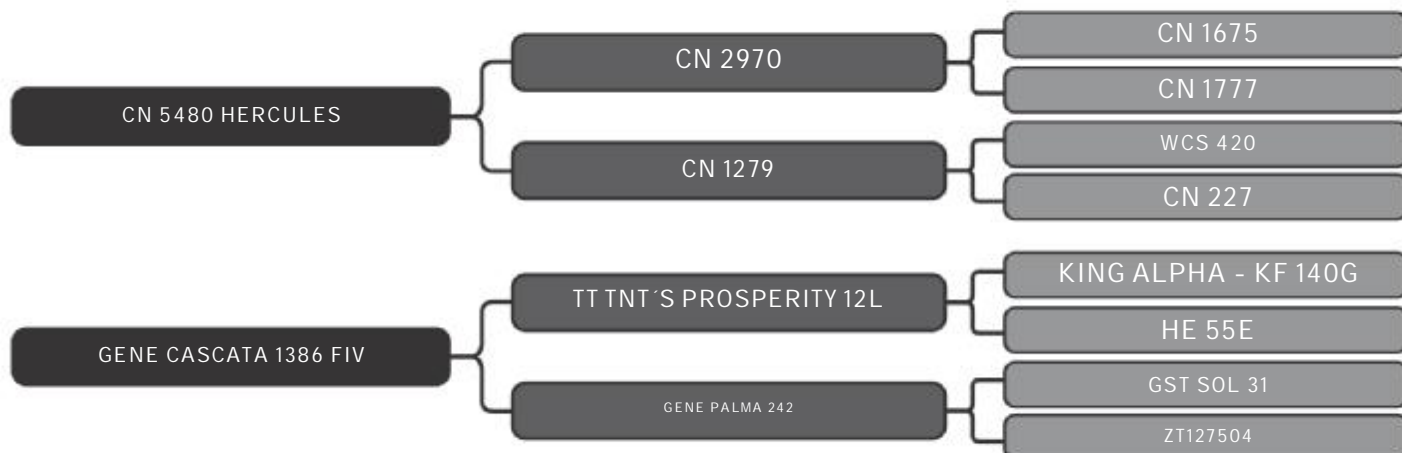 CN 5480 HERCULES
CN 2970
CN 1675
CN 1777
CN 1279
WCS 420
CN 227
GENE CASCATA 1386 FIV
TT TNT´S PROSPERITY 12L
KING ALPHA - KF 140G
HE 55E
GENE PALMA 242
GST SOL 31
ZT127504